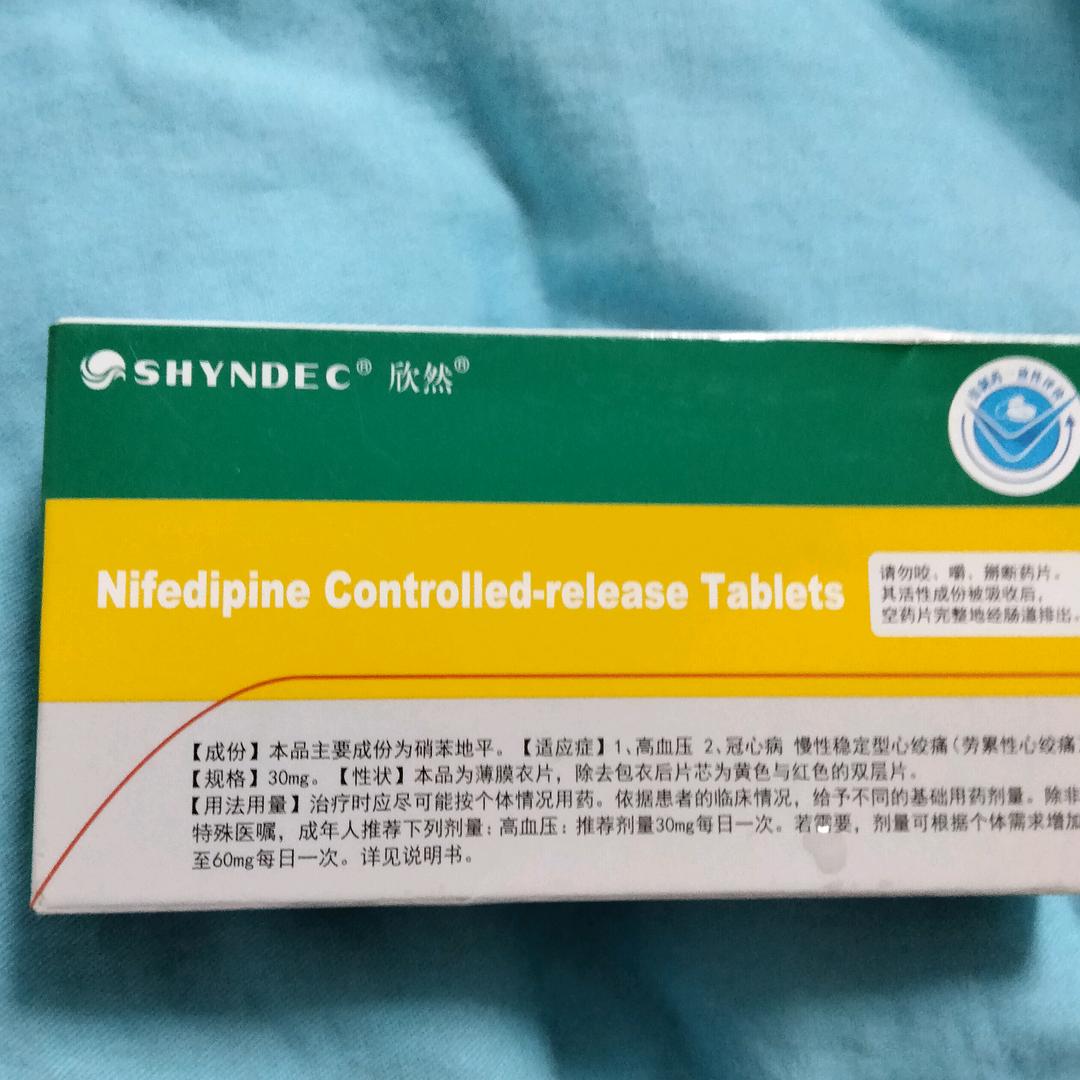 SHYNDEC® 欣然®
Nifedipine Controlled-release Tablets
请勿咬、嚼、掰断药片。
其活性成份被吸收后，
空药片完整地经肠道排出。
【成份】本品主要成份为硝苯地平。【适应症】1、高血压 2、冠心病 慢性稳定型心绞痛（劳累性心绞痛）
【规格】30mg。【性状】本品为薄膜衣片，除去包衣后片芯为黄色与红色的双层片。
【用法用量】治疗时应尽可能按个体情况用药。依据患者的临床情况，给予不同的基础用药剂量。除非
特殊医嘱，成年人推荐下列剂量：高血压：推荐剂量30mg每日一次。若需要，剂量可根据个体需求增加
至60mg每日一次。详见说明书。